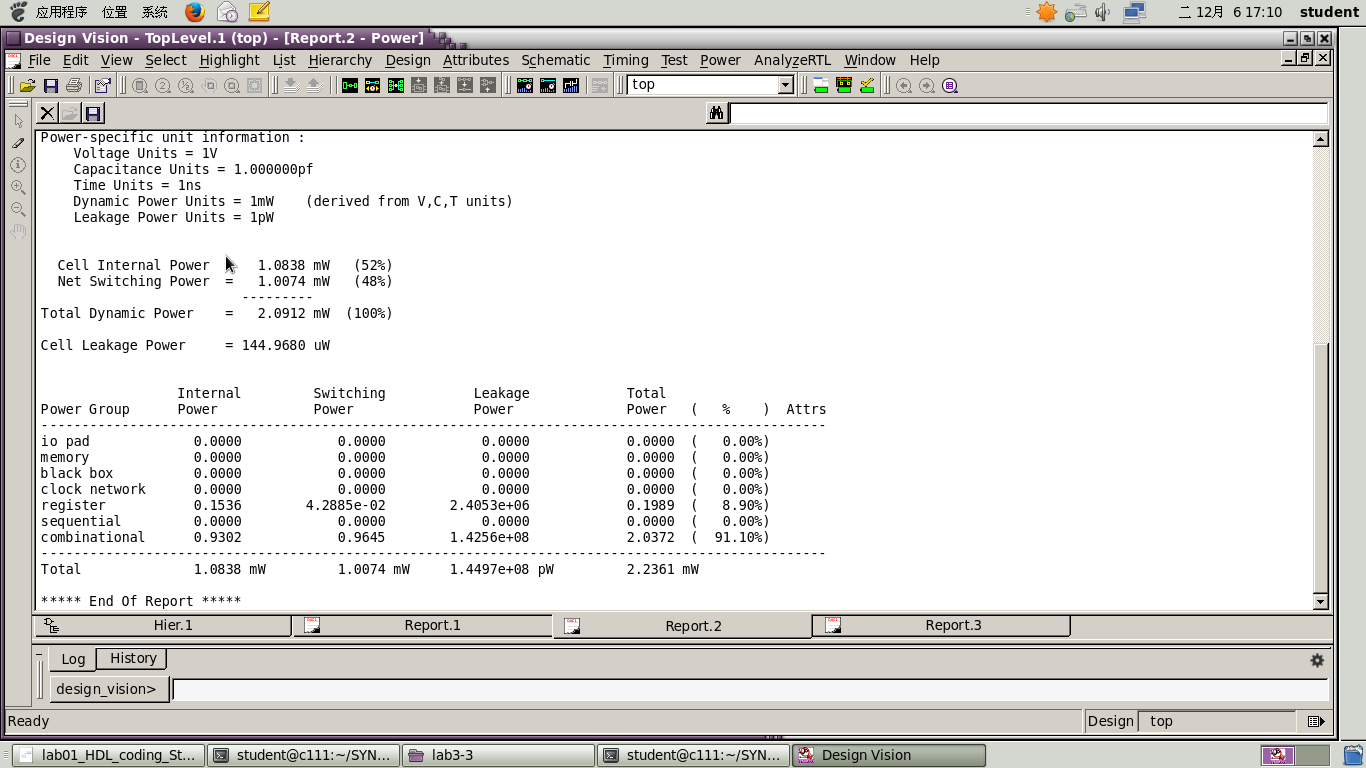 应用程序 位置 系统 二 12月 6 17:10 student
Design Vision - TopLevel.1 (top) - [Report.2 - Power]
File Edit View Select Highlight List Hierarchy Design Attributes Schematic Timing Test Power AnalyzeRTL Window Help
top
Power-specific unit information :
Voltage Units = 1V
Capacitance Units = 1.000000pf
Time Units = 1ns
Dynamic Power Units = 1mW (derived from V,C,T units)
Leakage Power Units = 1pW
Cell Internal Power = 1.0838 mW (52%)
Net Switching Power = 1.0074 mW (48%)
---------
Total Dynamic Power = 2.0912 mW (100%)
Cell Leakage Power = 144.9680 uW
Internal Switching Leakage Total
Power Group Power Power Power Power ( % ) Attrs
--------------------------------------------------------------------------------------------------
io pad 0.0000 0.0000 0.0000 0.0000 ( 0.00%)
memory 0.0000 0.0000 0.0000 0.0000 ( 0.00%)
black box 0.0000 0.0000 0.0000 0.0000 ( 0.00%)
clock network 0.0000 0.0000 0.0000 0.0000 ( 0.00%)
register 0.1536 4.2885e-02 2.4053e+06 0.1989 ( 8.90%)
sequential 0.0000 0.0000 0.0000 0.0000 ( 0.00%)
combinational 0.9302 0.9645 1.4256e+08 2.0372 ( 91.10%)
--------------------------------------------------------------------------------------------------
Total 1.0838 mW 1.0074 mW 1.4497e+08 pW 2.2361 mW
***** End Of Report *****
Hier.1 Report.1 Report.2 Report.3
Log History
design_vision>
Ready Design top
lab01_HDL_coding_St... student@c111:~/SYN... lab3-3 student@c111:~/SYN... Design Vision